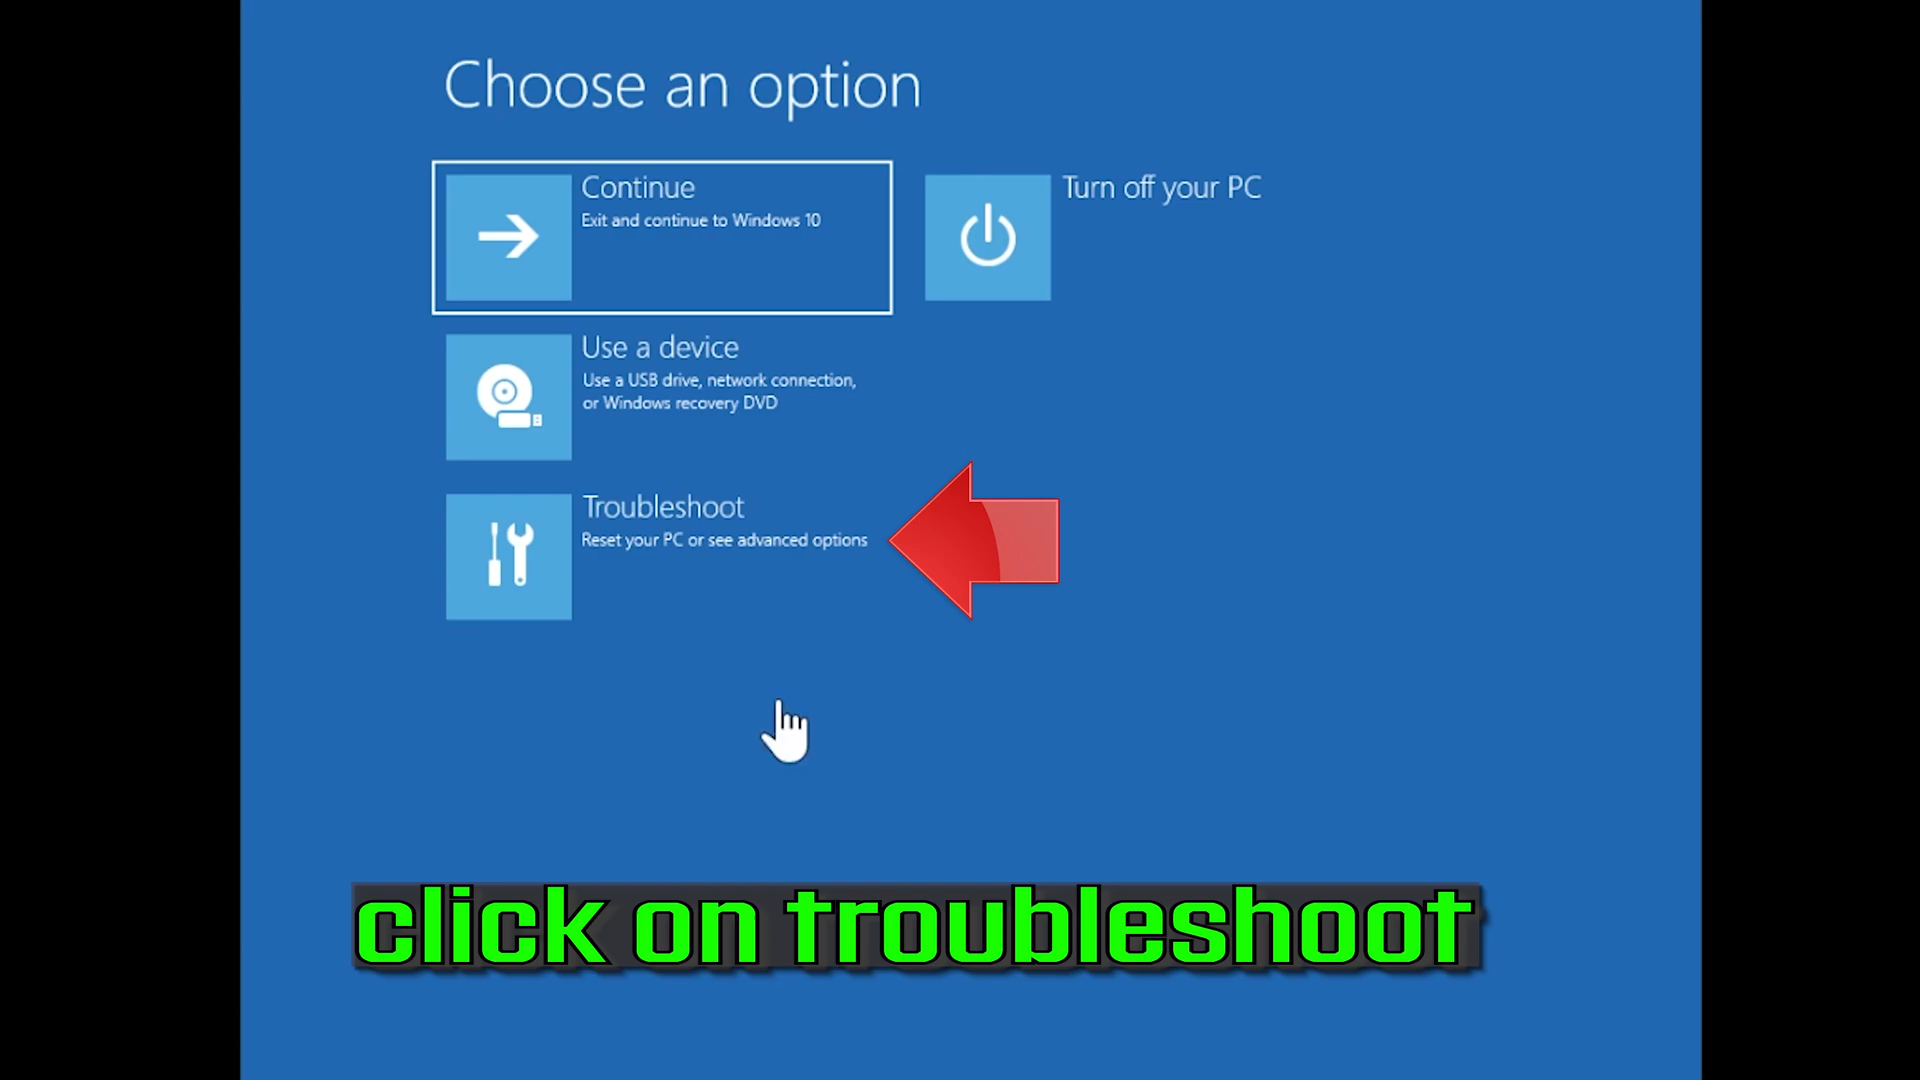 Choose an option
Continue
Exit and continue to Windows 10
Turn off your PC
Use a device
Use a USB drive, network connection,
or Windows recovery DVD
Troubleshoot
Reset your PC or see advanced options
click on troubleshoot